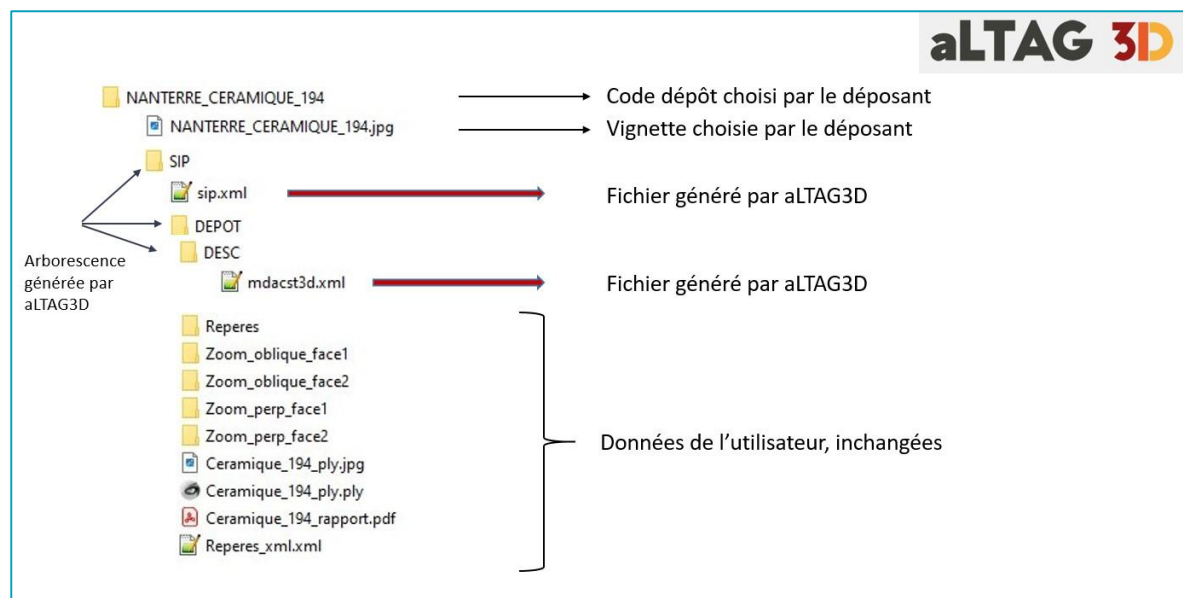 aLTAG 3D
NANTERRE_CERAMIQUE_194
Code dépôt choisi par le déposant
NANTERRE_CERAMIQUE_194.jpg
Vignette choisie par le déposant
SIP
sip.xml
Fichier généré par aLTAG3D
DEPOT
DESC
Arborescence
générée par
aLTAG3D
mdacst3d.xml
Fichier généré par aLTAG3D
Reperes
Zoom_oblique_face1
Zoom_oblique_face2
Zoom_perp_face1
Zoom_perp_face2
Données de l’utilisateur, inchangées
Ceramique_194_ply.jpg
Ceramique_194_ply.ply
Ceramique_194_rapport.pdf
Reperes_xml.xml